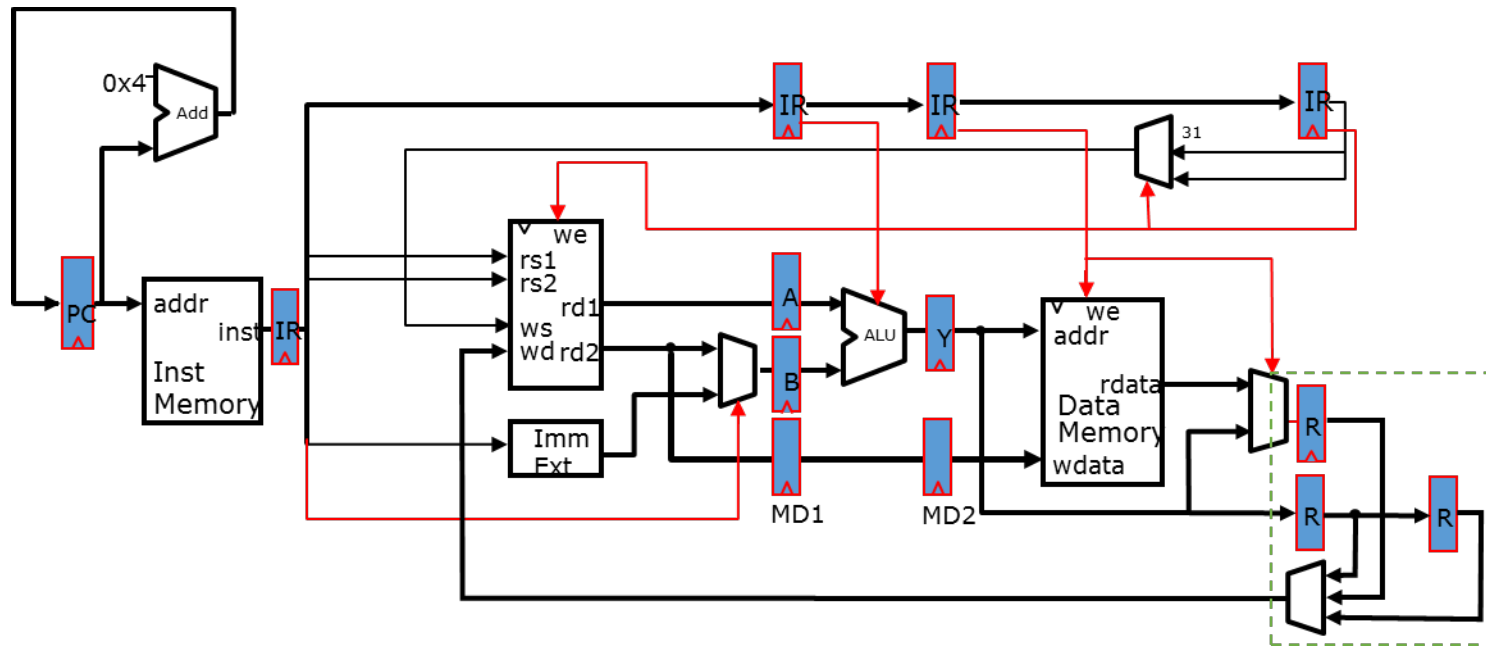 0x4
Add
IR
IR
IR
31
we
rs1
rs2
rd1
ws
wd
rd2
PC
addr
inst
Inst
Memory
IR
A
B
ALU
Y
we
addr
rdata
Data
Memory
wdata
Imm
Ext
MD1
MD2
R
R
R